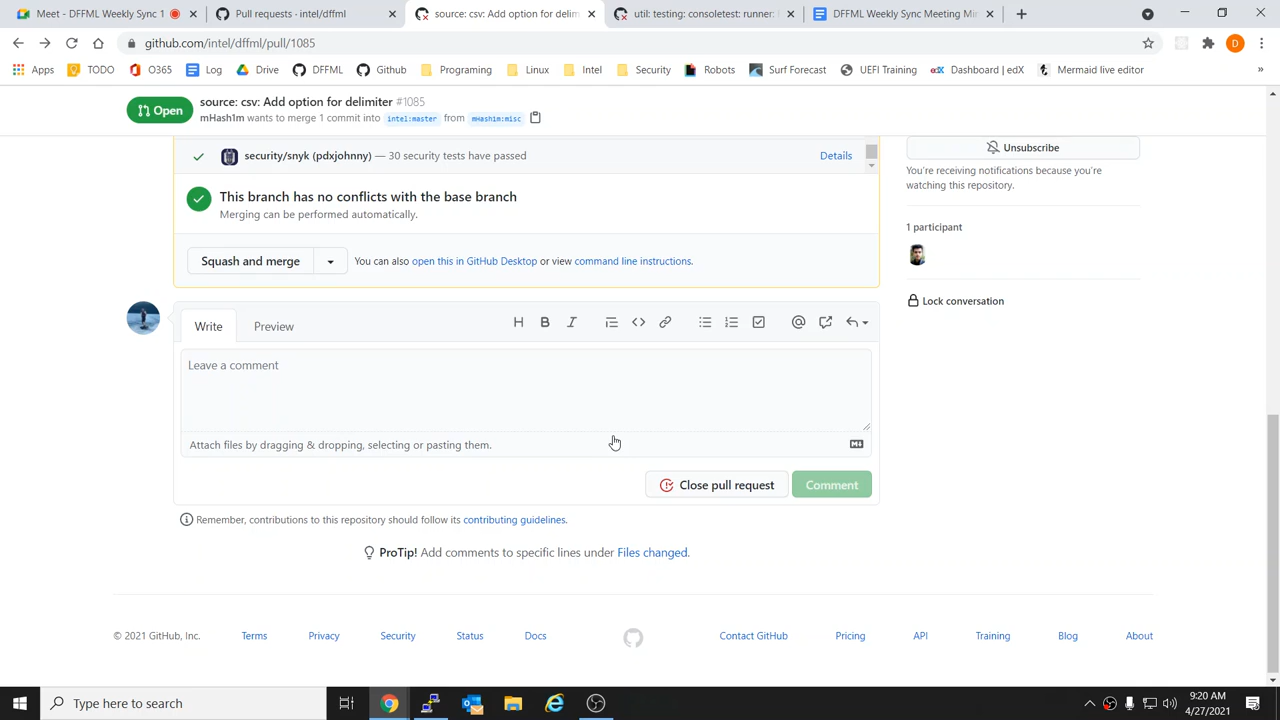 Meet - DFFML Weekly Sync 1
Pull requests - intel/dffml
source: csv: Add option for delim
util: testing: consoletest: runner:
DFFML Weekly Sync Meeting Mi
github.com/intel/dffml/pull/1085
D
Apps
TODO
O365
Log
Drive
DFFML
Github
Programing
Linux
Intel
Security
Robots
Surf Forecast
UEFI Training
Dashboard | edX
Mermaid live editor
»
Open
source: csv: Add option for delimiter #1085
mHash1m wants to merge 1 commit into intel:master from mHash1m:misc
security/snyk (pdxjohnny) — 30 security tests have passed
Details
Unsubscribe
You're receiving notifications because you're
watching this repository.
This branch has no conflicts with the base branch
Merging can be performed automatically.
1 participant
Squash and merge
You can also open this in GitHub Desktop or view command line instructions.
Lock conversation
Write
Preview
Leave a comment
Attach files by dragging & dropping, selecting or pasting them.
Close pull request
Comment
Remember, contributions to this repository should follow its contributing guidelines.
ProTip! Add comments to specific lines under Files changed.
© 2021 GitHub, Inc.
Terms
Privacy
Security
Status
Docs
Contact GitHub
Pricing
API
Training
Blog
About
Type here to search
9:20 AM
4/27/2021